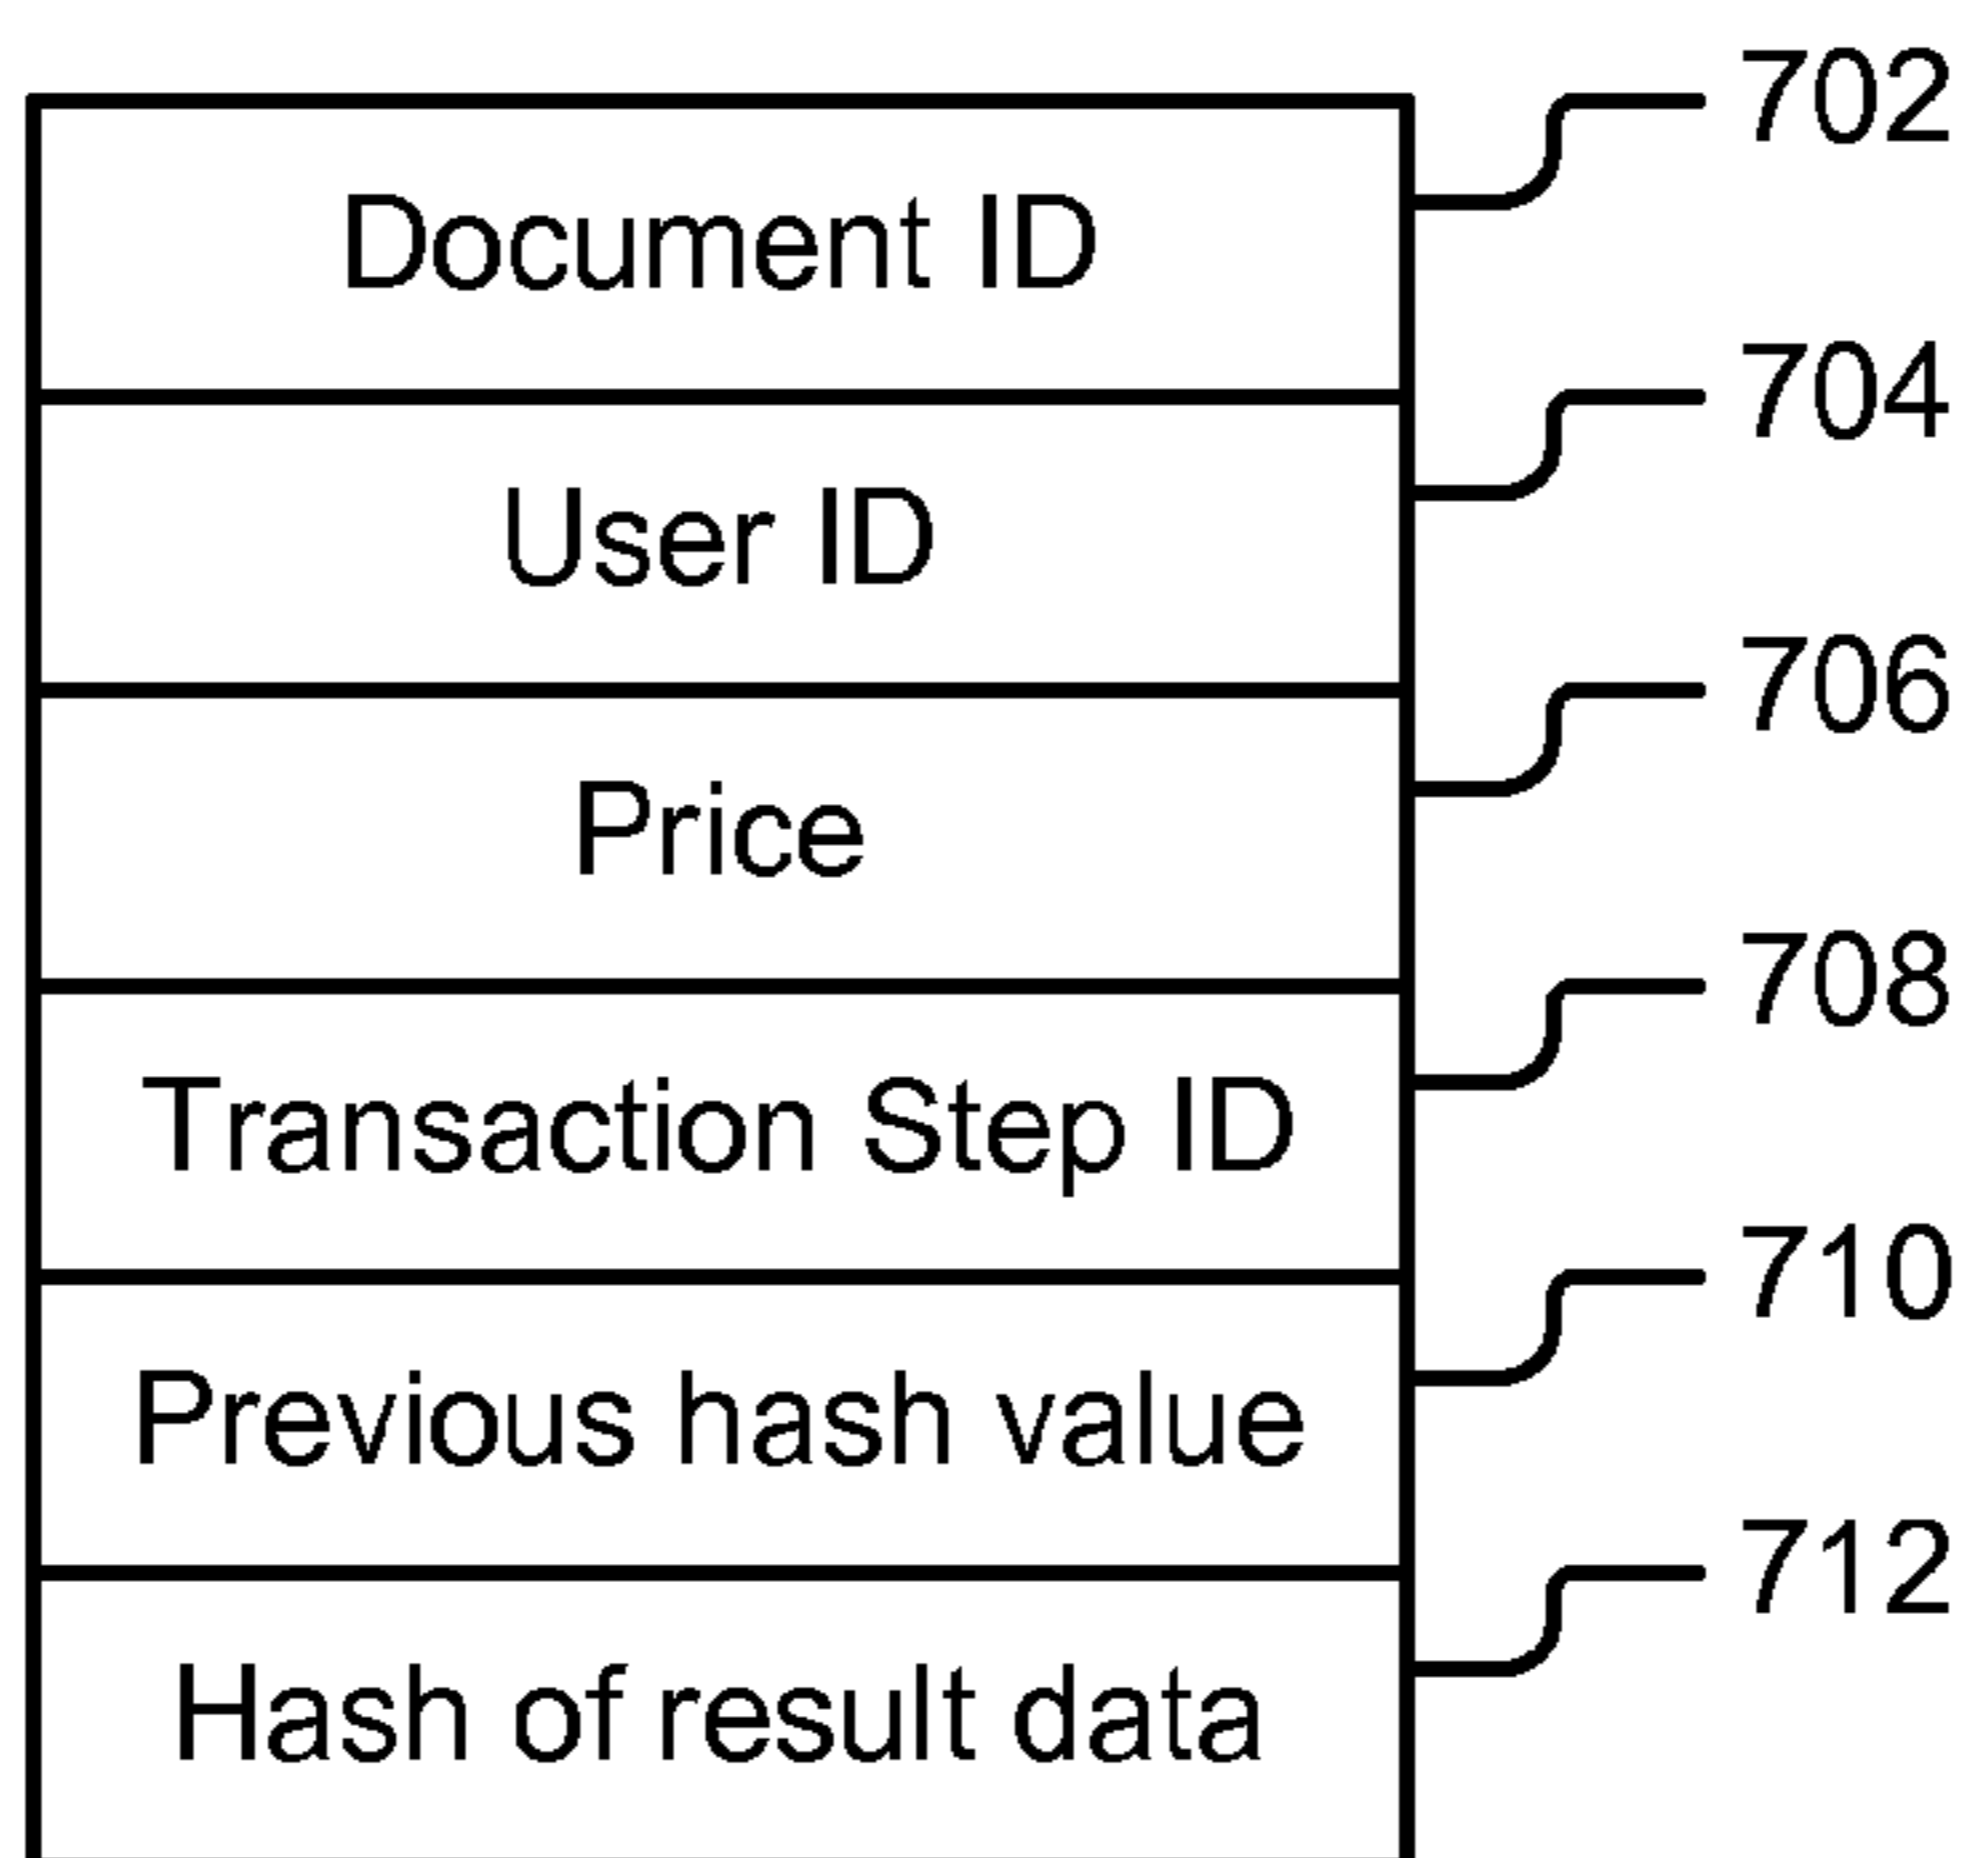 702
Document ID
704
User ID
706
Price
708
Transaction Step ID
710
Previous hash value
712
Hash of result data